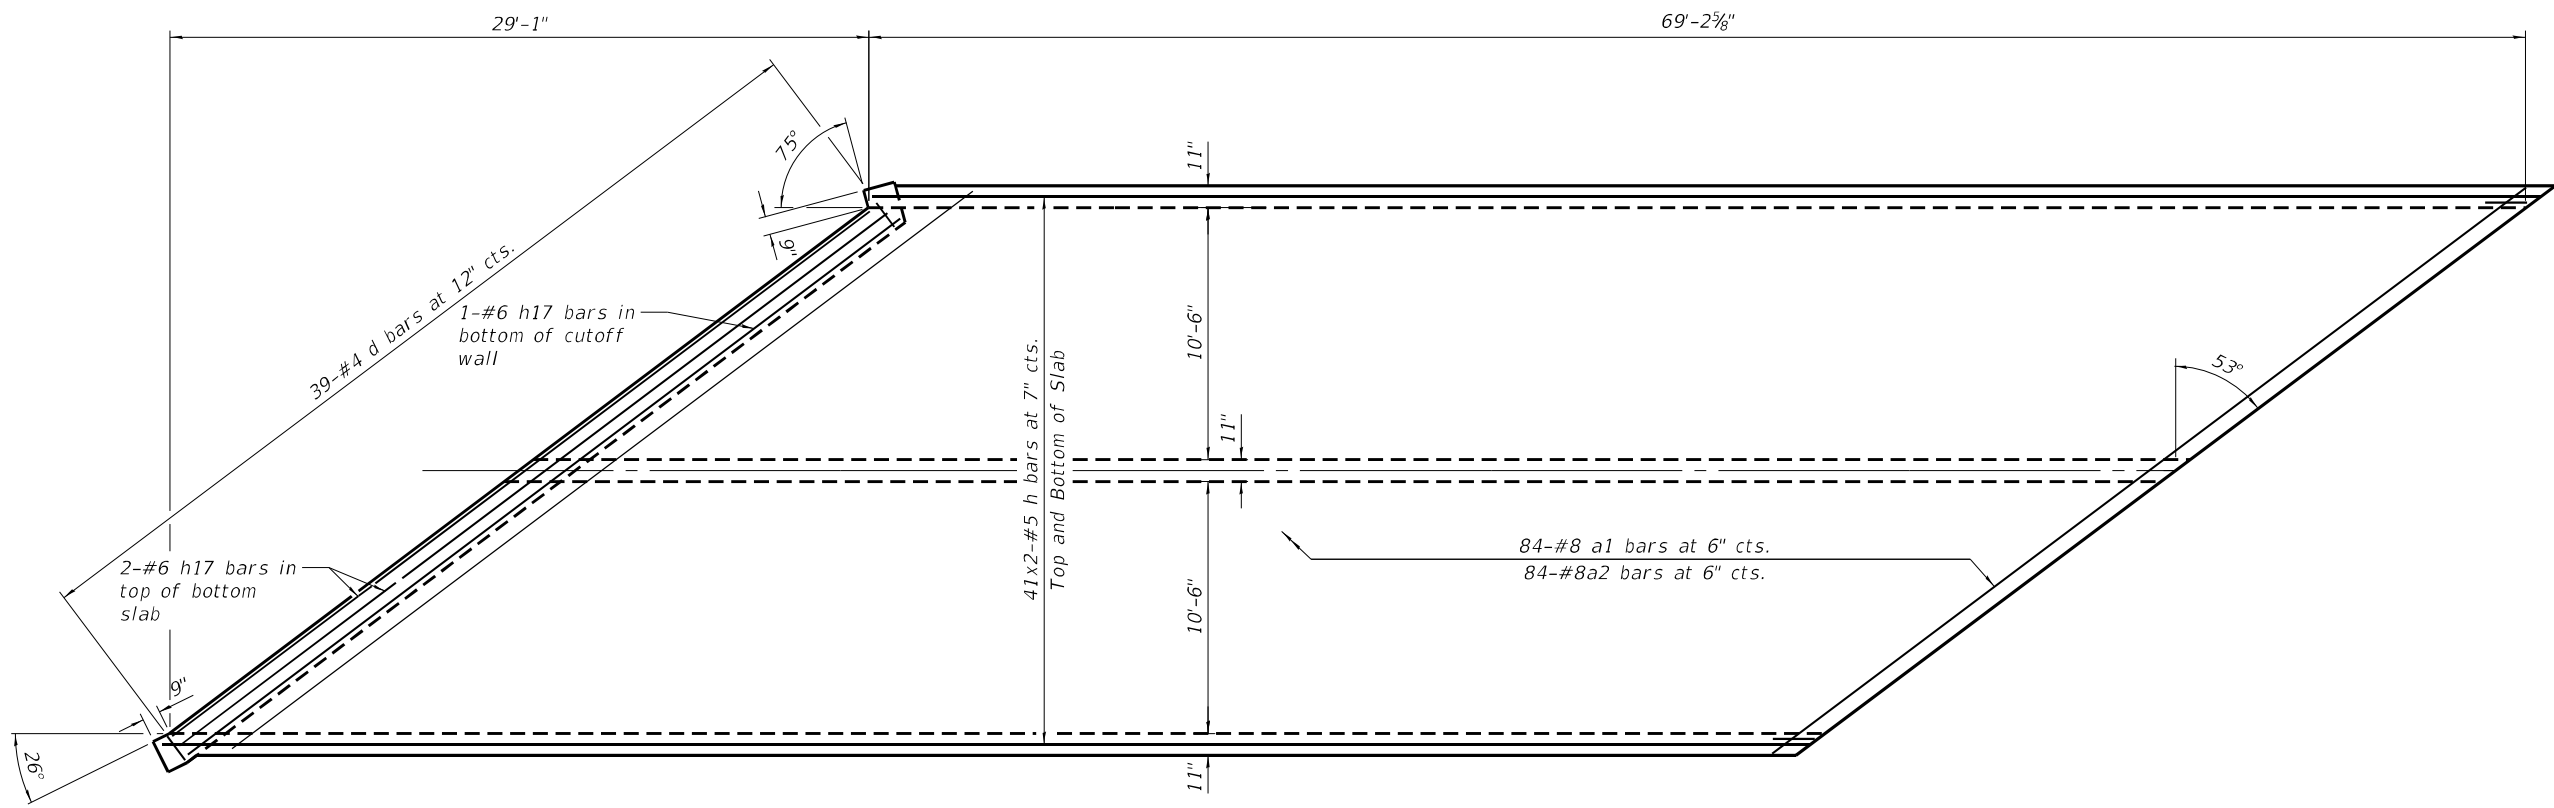 29'-1"
69'-2⅝"
75°
11"
9"
39-#4 d bars at 12" cts.
1-#6 h17 bars in
bottom of cutoff
wall
10'-6"
41x2-#5 h bars at 7" cts.
Top and Bottom of Slab
53°
11"
2-#6 h17 bars in
top of bottom
slab
10'-6"
84-#8 a1 bars at 6" cts.
84-#8a2 bars at 6" cts.
9"
26°
11"